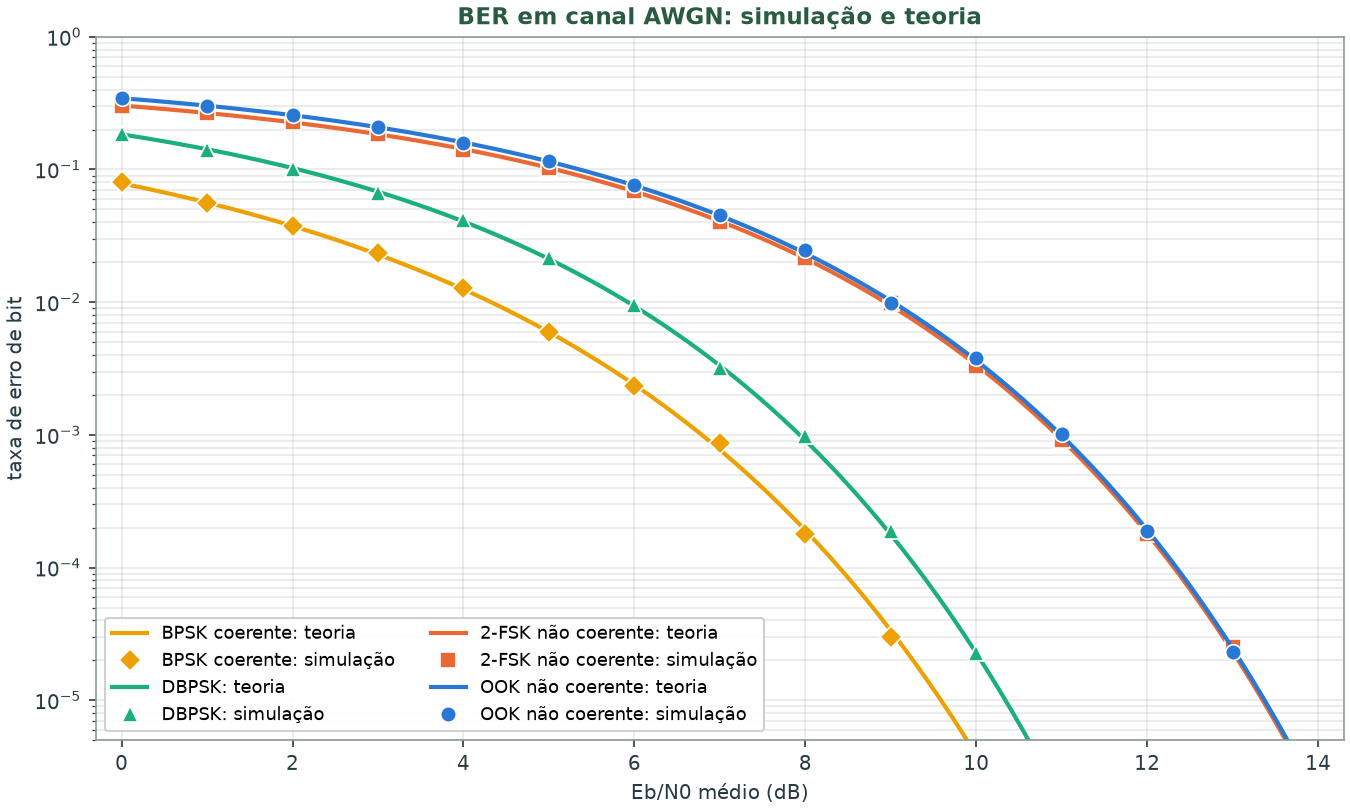 BER em canal AWGN: simulação e teoria
taxa de erro de bit
10⁰
10⁻¹
10⁻²
10⁻³
10⁻⁴
10⁻⁵
BPSK coerente: teoria
BPSK coerente: simulação
DBPSK: teoria
DBPSK: simulação
2-FSK não coerente: teoria
2-FSK não coerente: simulação
OOK não coerente: teoria
OOK não coerente: simulação
0 2 4 6 8 10 12 14
Eb/N0 médio (dB)